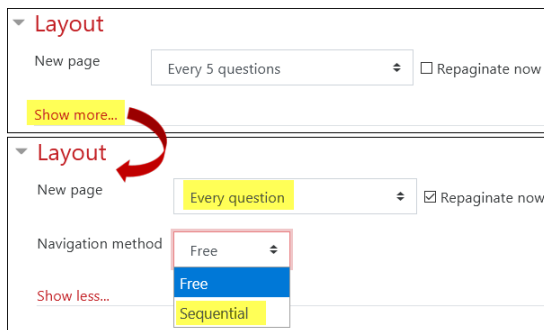 Layout
New page Every 5 questions Repaginate now
Show more...
Layout
New page Every question Repaginate now
Navigation method Free
Free
Show less...
Sequential